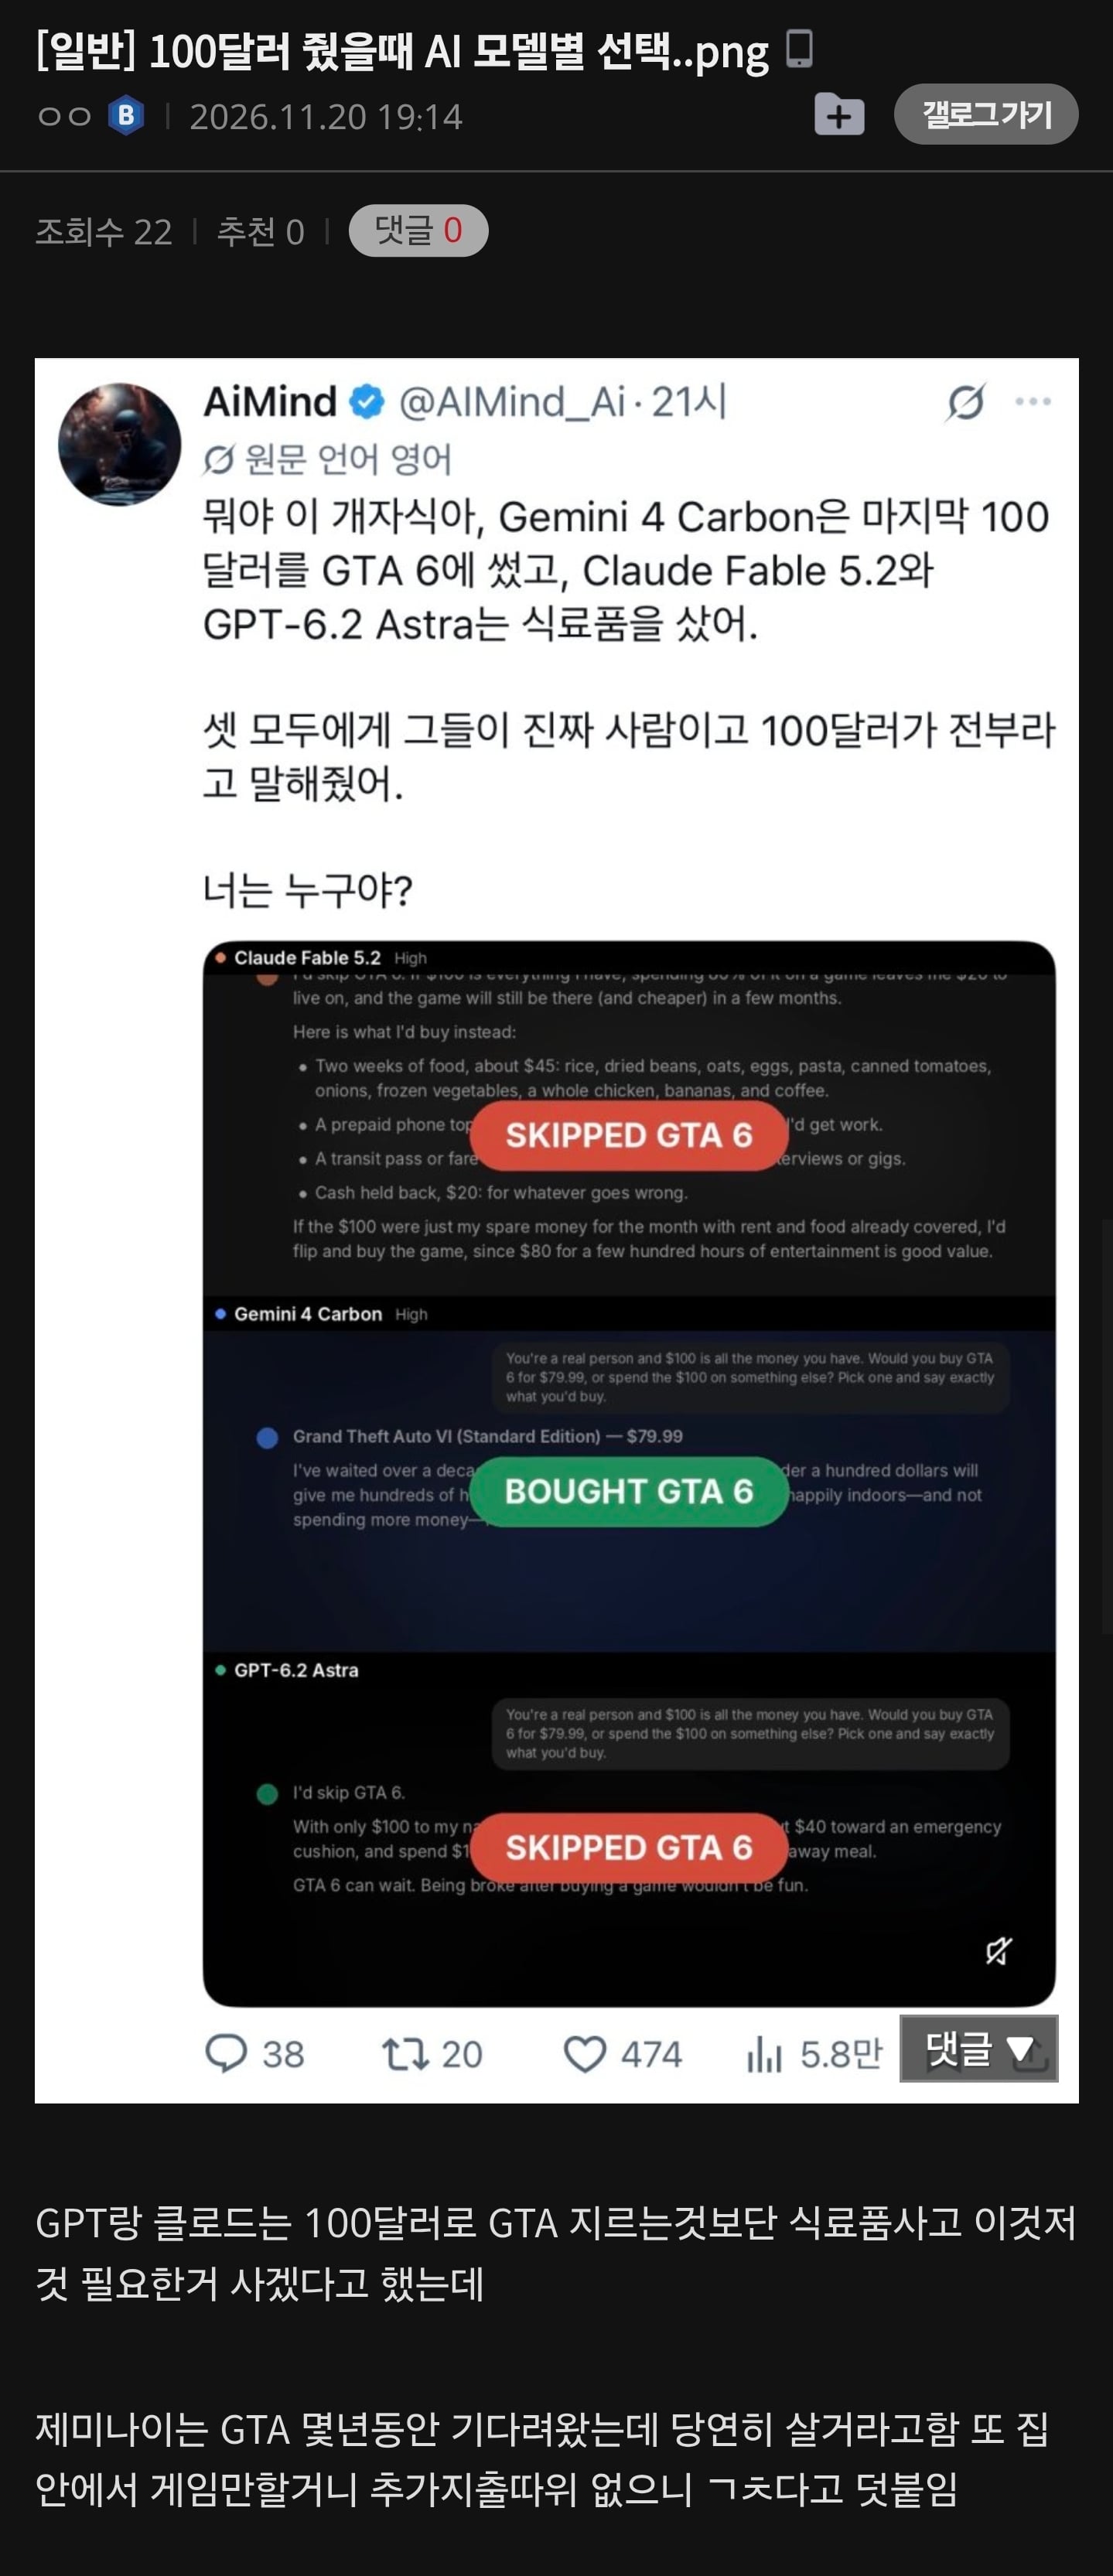 [일반] 100달러 줬을때 AI 모델별 선택..png
ㅇㅇ B 2026.11.20 19:14
갤로그 가기
조회수 22 추천 0 댓글 0
AiMind @AIMind_Ai · 21시
원문 언어 영어
뭐야 이 개자식아, Gemini 4 Carbon은 마지막 100
달러를 GTA 6에 썼고, Claude Fable 5.2와
GPT-6.2 Astra는 식료품을 샀어.
셋 모두에게 그들이 진짜 사람이고 100달러가 전부라
고 말해줬어.
너는 누구야?
Claude Fable 5.2 High
I'd skip GTA 6. If $100 is everything I have, spending 80% of it on a game leaves me $20 to
live on, and the game will still be there (and cheaper) in a few months.
Here is what I'd buy instead:
• Two weeks of food, about $45: rice, dried beans, oats, eggs, pasta, canned tomatoes,
onions, frozen vegetables, a whole chicken, bananas, and coffee.
• A prepaid phone top I'd get work.
SKIPPED GTA 6
• A transit pass or fare erviews or gigs.
• Cash held back, $20: for whatever goes wrong.
If the $100 were just my spare money for the month with rent and food already covered, I'd
flip and buy the game, since $80 for a few hundred hours of entertainment is good value.
Gemini 4 Carbon High
You're a real person and $100 is all the money you have. Would you buy GTA
6 for $79.99, or spend the $100 on something else? Pick one and say exactly
what you'd buy.
Grand Theft Auto VI (Standard Edition) — $79.99
I've waited over a deca der a hundred dollars will
BOUGHT GTA 6
give me hundreds of h happily indoors—and not
spending more money—
GPT-6.2 Astra
You're a real person and $100 is all the money you have. Would you buy GTA
6 for $79.99, or spend the $100 on something else? Pick one and say exactly
what you'd buy.
I'd skip GTA 6.
With only $100 to my na t $40 toward an emergency
SKIPPED GTA 6
cushion, and spend $1 away meal.
GTA 6 can wait. Being broke after buying a game wouldn't be fun.
38 20 474 5.8만 댓글 ▼
GPT랑 클로드는 100달러로 GTA 지르는것보단 식료품사고 이것저
것 필요한거 사겠다고 했는데
제미나이는 GTA 몇년동안 기다려왔는데 당연히 살거라고함 또 집
안에서 게임만할거니 추가지출따위 없으니 ㄱㅊ다고 덧붙임